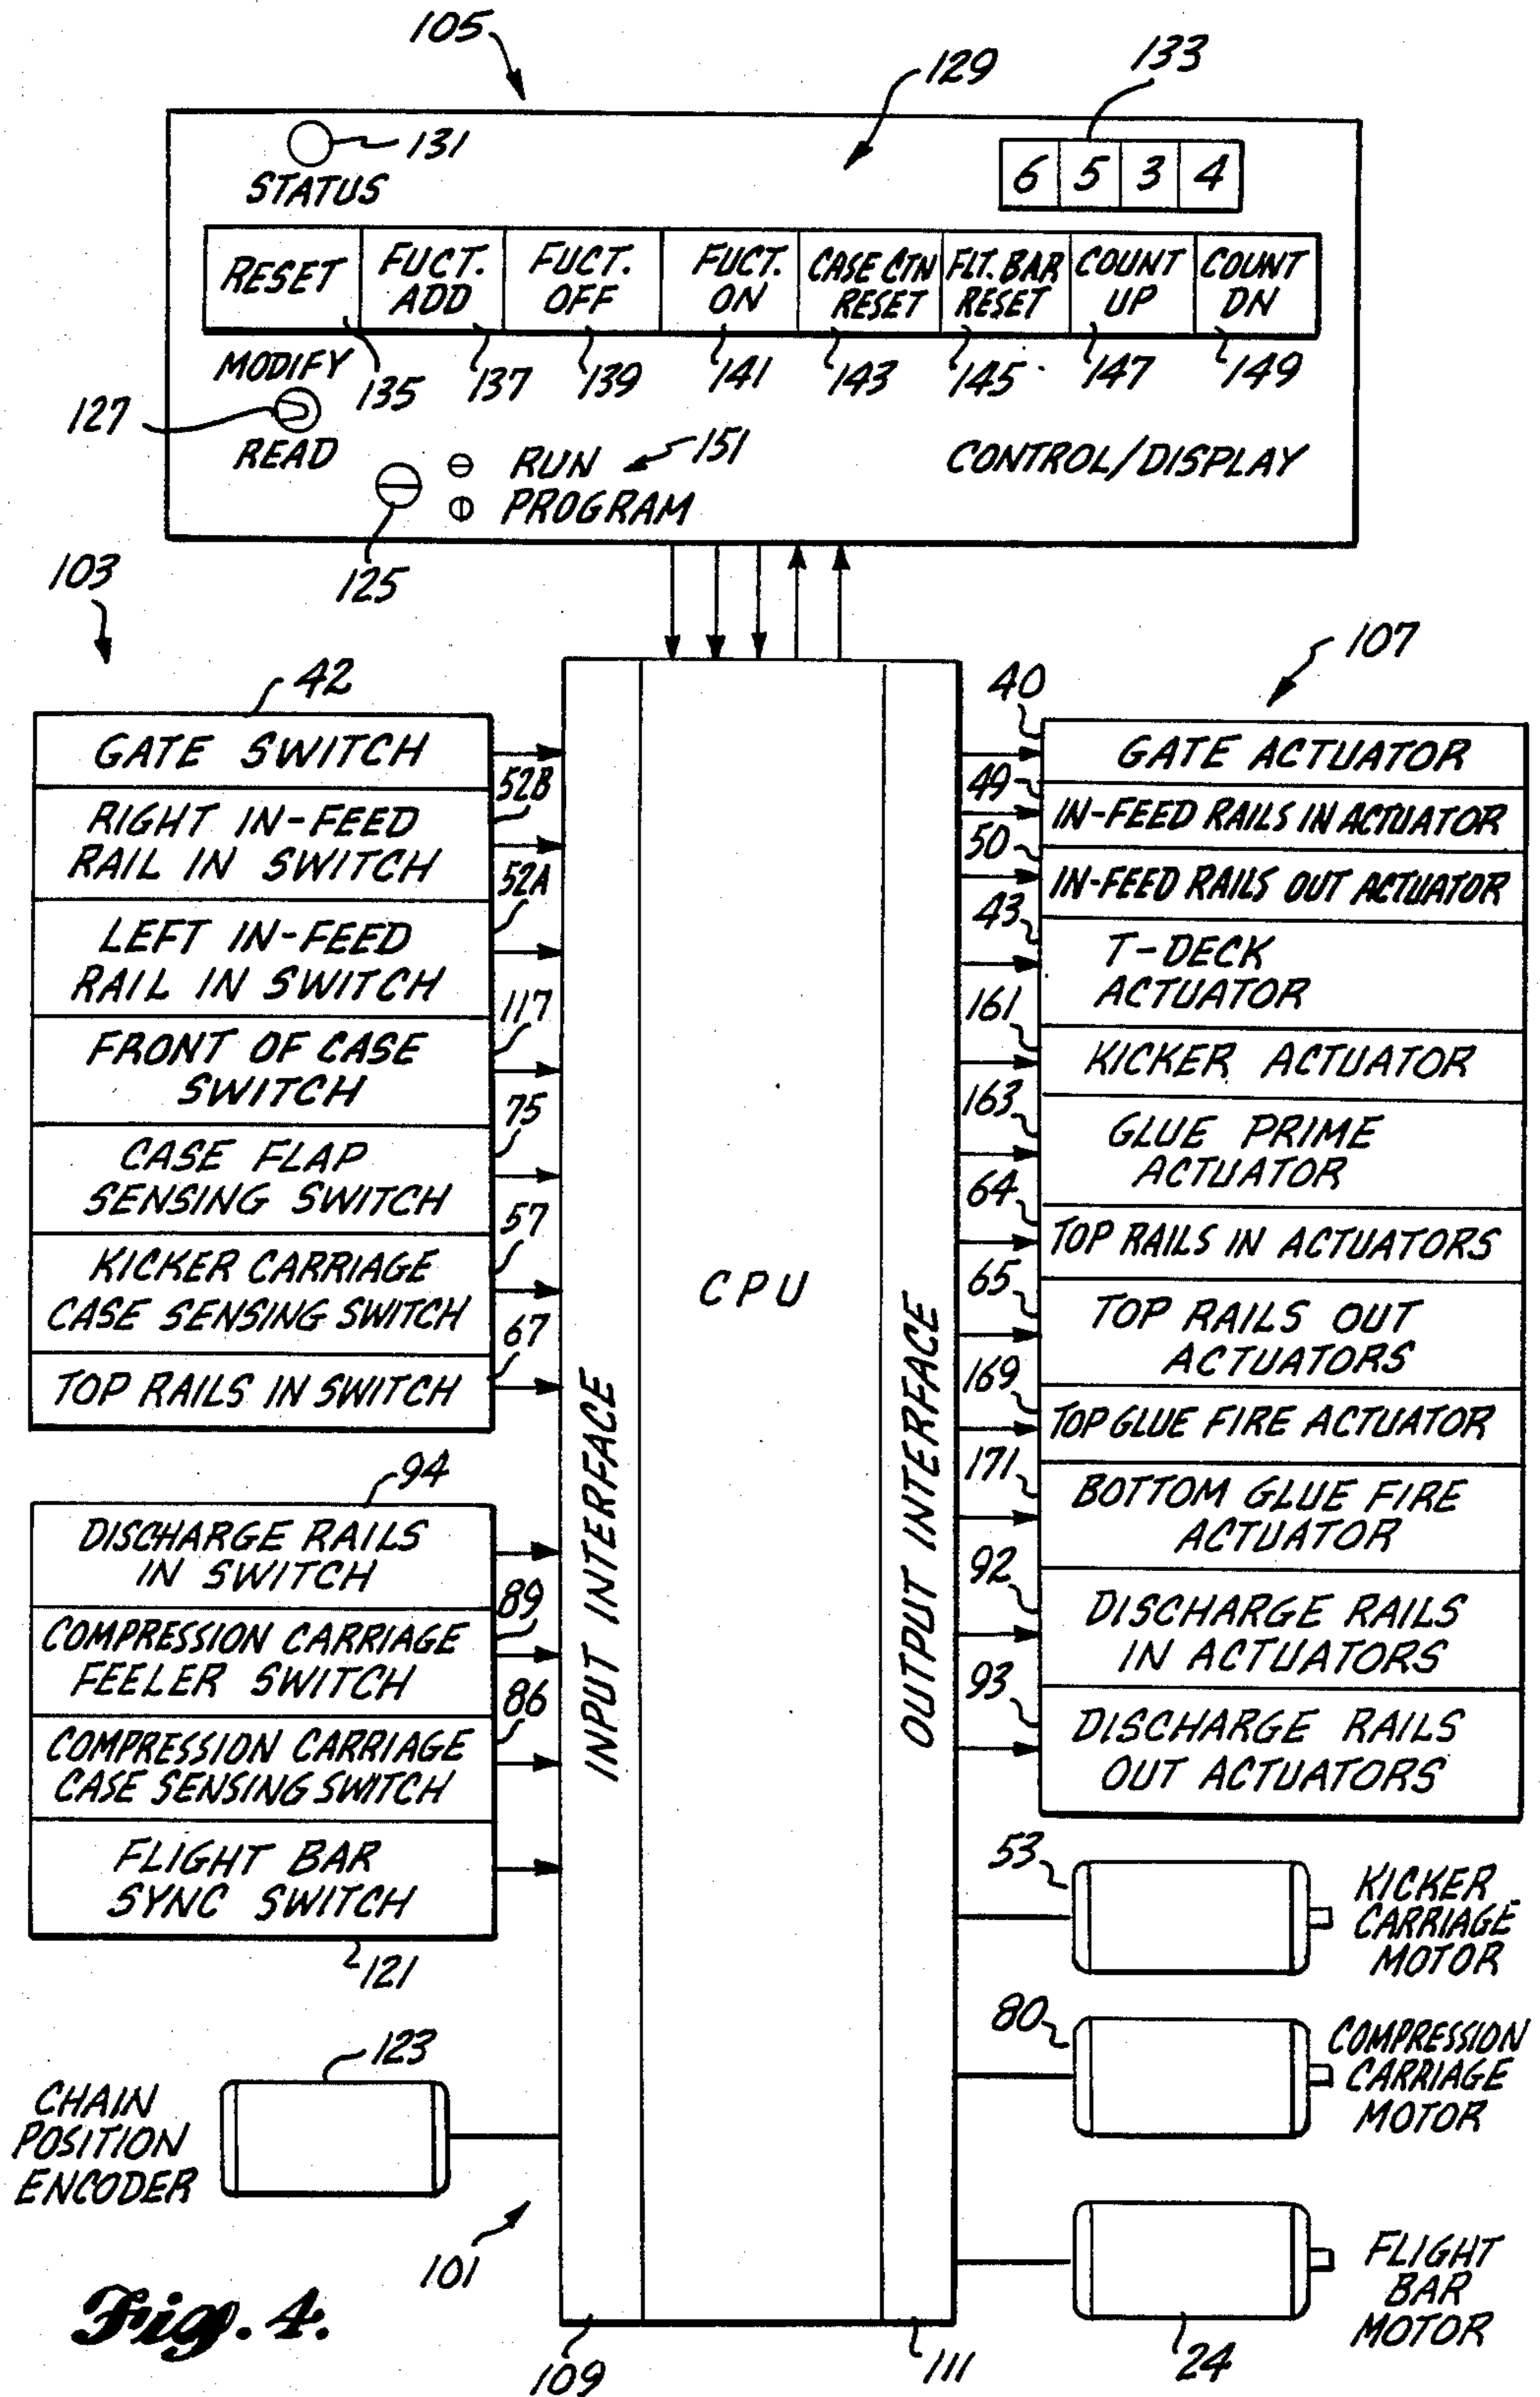 105
129
133
131
STATUS
6 5 3 4
RESET
FUCT. ADD
FUCT. OFF
FUCT. ON
CASE CTN RESET
FLT. BAR RESET
COUNT UP
COUNT DN
MODIFY
135
137
139
141
143
145
147
149
127
READ
RUN
151
PROGRAM
CONTROL/DISPLAY
125
103
107
42
GATE SWITCH
52B
RIGHT IN-FEED
RAIL IN SWITCH
52A
LEFT IN-FEED
RAIL IN SWITCH
117
FRONT OF CASE
SWITCH
75
CASE FLAP
SENSING SWITCH
57
KICKER CARRIAGE
CASE SENSING SWITCH
67
TOP RAILS IN SWITCH
94
DISCHARGE RAILS
IN SWITCH
89
COMPRESSION CARRIAGE
FEELER SWITCH
86
COMPRESSION CARRIAGE
CASE SENSING SWITCH
FLIGHT BAR
SYNC SWITCH
121
123
CHAIN
POSITION
ENCODER
101
INPUT INTERFACE
CPU
OUTPUT INTERFACE
109
111
40
GATE ACTUATOR
49
IN-FEED RAILS IN ACTUATOR
50
IN-FEED RAILS OUT ACTUATOR
43
T-DECK
ACTUATOR
161
KICKER ACTUATOR
163
GLUE PRIME
ACTUATOR
64
TOP RAILS IN ACTUATORS
65
TOP RAILS OUT
ACTUATORS
169
TOP GLUE FIRE ACTUATOR
171
BOTTOM GLUE FIRE
ACTUATOR
92
DISCHARGE RAILS
IN ACTUATORS
93
DISCHARGE RAILS
OUT ACTUATORS
53
KICKER
CARRIAGE
MOTOR
80
COMPRESSION
CARRIAGE
MOTOR
FLIGHT
BAR
MOTOR
24
Fig. 4.